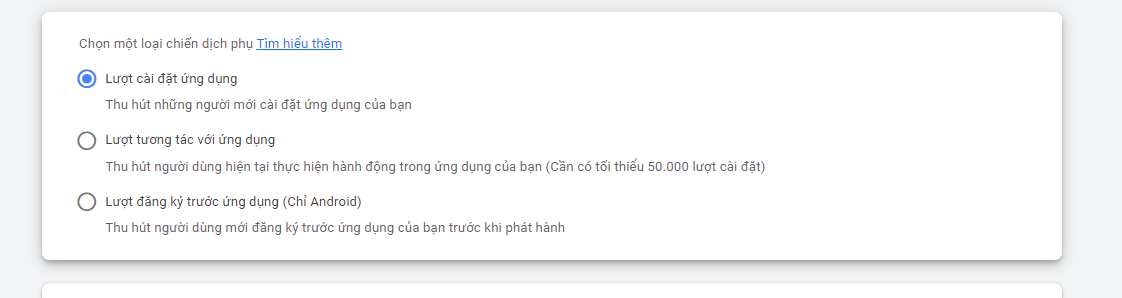 Chọn một loại chiến dịch phụ Tìm hiểu thêm
Lượt cài đặt ứng dụng
Thu hút những người mới cài đặt ứng dụng của bạn
Lượt tương tác với ứng dụng
Thu hút người dùng hiện tại thực hiện hành động trong ứng dụng của bạn (Cần có tối thiểu 50.000 lượt cài đặt)
Lượt đăng ký trước ứng dụng (Chỉ Android)
Thu hút người dùng mới đăng ký trước ứng dụng của bạn trước khi phát hành